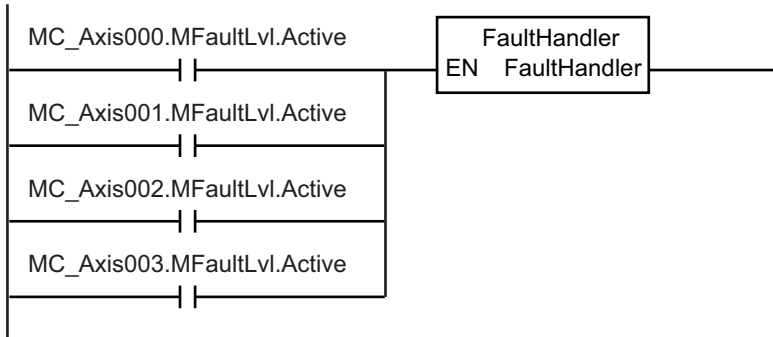 MC_Axis000.MFaultLvl.Active
FaultHandler
EN FaultHandler
MC_Axis001.MFaultLvl.Active
MC_Axis002.MFaultLvl.Active
MC_Axis003.MFaultLvl.Active